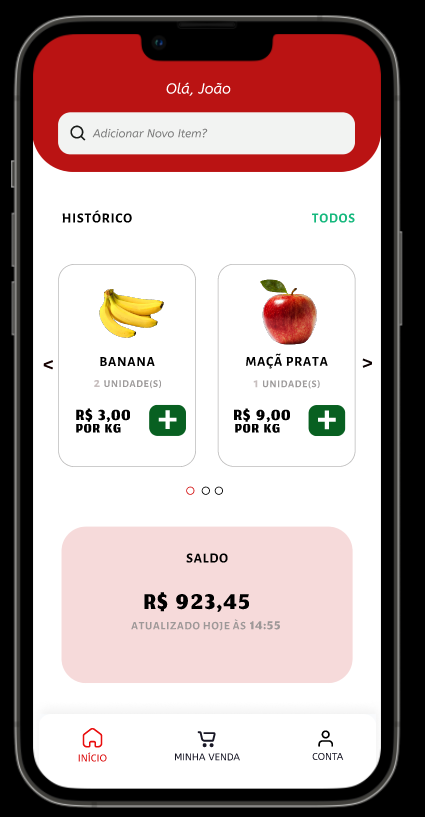 Olá, João
Adicionar Novo Item?
HISTÓRICO
TODOS
<
BANANA
2 UNIDADE(S)
R$ 3,00
POR KG
+
MAÇÃ PRATA
1 UNIDADE(S)
R$ 9,00
POR KG
+
>
SALDO
R$ 923,45
ATUALIZADO HOJE ÀS 14:55
INÍCIO
MINHA VENDA
CONTA